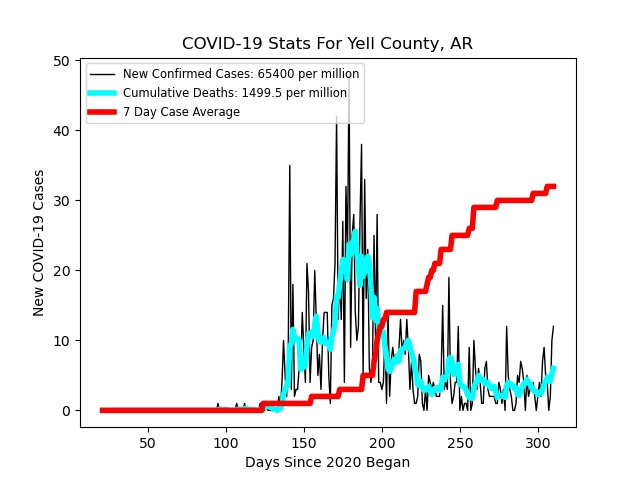 COVID-19 Stats For Yell County, AR
New Confirmed Cases: 65400 per million
Cumulative Deaths: 1499.5 per million
7 Day Case Average
50
40
30
20
10
0
New COVID-19 Cases
50 100 150 200 250 300
Days Since 2020 Began